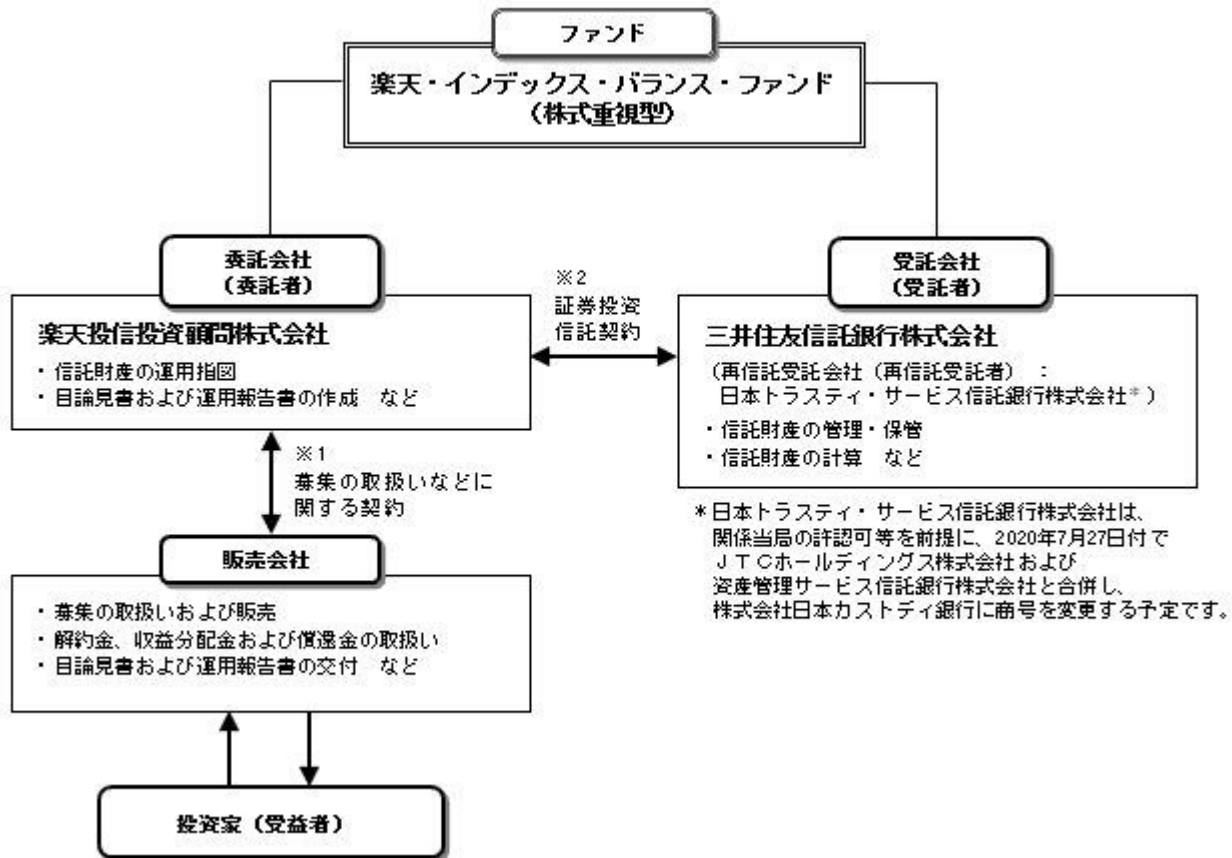 ファンド
楽天・インデックス・バランス・ファンド
（株式重視型）
委託会社
（委託者）
楽天投信投資顧問株式会社
・信託財産の運用指図
・目論見書および運用報告書の作成　など
※2
証券投資
信託契約
受託会社
（受託者）
三井住友信託銀行株式会社
（再信託受託会社（再信託受託者）　：
日本トラスティ・サービス信託銀行株式会社*）
・信託財産の管理・保管
・信託財産の計算　など
※1
募集の取扱いなどに
関する契約
*日本トラスティ・サービス信託銀行株式会社は、
関係当局の許認可等を前提に、2020年7月27日付で
ＪＴＣホールディングス株式会社および
資産管理サービス信託銀行株式会社と合併し、
株式会社日本カストディ銀行に商号を変更する予定です。
販売会社
・募集の取扱いおよび販売
・解約金、収益分配金および償還金の取扱い
・目論見書および運用報告書の交付　など
投資家（受益者）